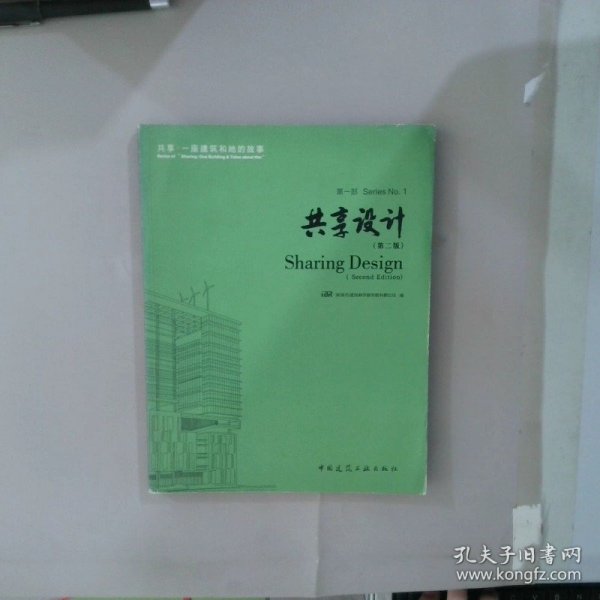 共享·一座建筑和她的故事
Series of "Sharing: One Building & Tales about Her"
第一部 Series No. 1
共享设计
(第二版)
Sharing Design
( Second Edition)
中国建筑工业出版社
孔夫子旧书网
www.kongfz.com